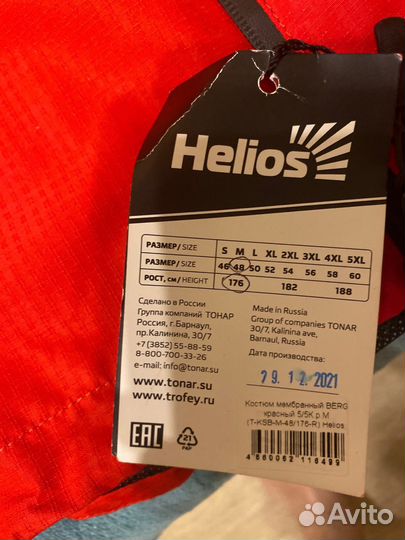 Helios
РАЗМЕР/ SIZE S M L XL 2XL 3XL 4XL 5XL
РАЗМЕР/ SIZE 46 48 50 52 54 56 58 60
РОСТ, см/ HEIGHT 176 182 188
Сделано в России
Группа компаний ТОНАР
Россия, г.Барнаул,
пр.Калинина, 30/7
+7 (3852) 55-88-59
8-800-700-33-26
e-mail: info@tonar.su
www.tonar.su
www.trofey.ru
Made in Russia
Group of companies TONAR
30/7, Kalinina ave,
Barnaul, Russia
Дата производства:
29.12.2021
Костюм мембранный BERG
красный 5/5K р.M
(T-KSB-M-48/176-R) Helios
4660062116499
EAC
21
PAP
Avito